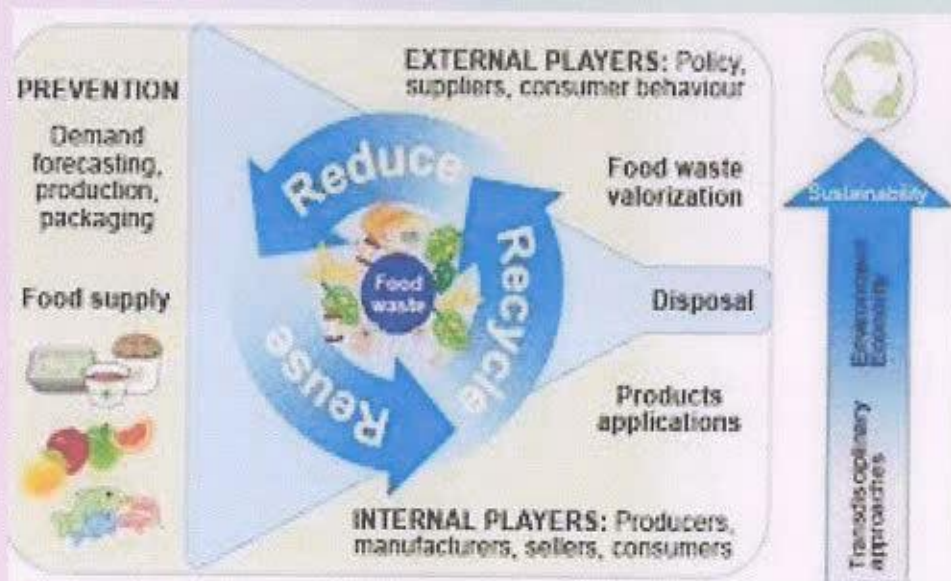 PREVENTION
Demand
forecasting,
production,
packaging
Food supply
EXTERNAL PLAYERS: Policy,
suppliers, consumer behaviour
Reduce
Recycle
Reuse
Food
waste
Food waste
valorization
Disposal
Products
applications
INTERNAL PLAYERS: Producers,
manufacturers, sellers, consumers
Sustainability
Transdisciplinary
approaches